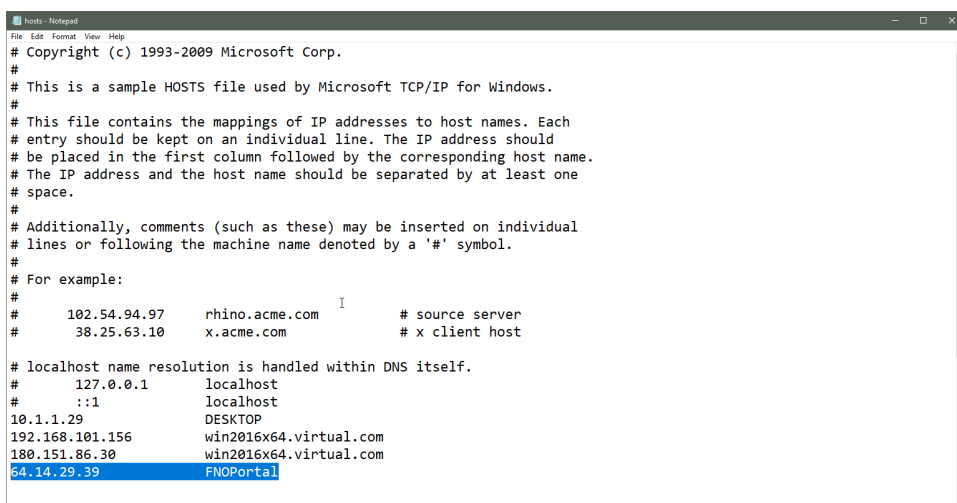 hosts - Notepad
File Edit Format View Help
# Copyright (c) 1993-2009 Microsoft Corp.
#
# This is a sample HOSTS file used by Microsoft TCP/IP for Windows.
#
# This file contains the mappings of IP addresses to host names. Each
# entry should be kept on an individual line. The IP address should
# be placed in the first column followed by the corresponding host name.
# The IP address and the host name should be separated by at least one
# space.
#
# Additionally, comments (such as these) may be inserted on individual
# lines or following the machine name denoted by a '#' symbol.
#
# For example:
#
#      102.54.94.97     rhino.acme.com          # source server
#       38.25.63.10     x.acme.com              # x client host

# localhost name resolution is handled within DNS itself.
#       127.0.0.1       localhost
#       ::1             localhost
10.1.1.29               DESKTOP
192.168.101.156         win2016x64.virtual.com
180.151.86.30           win2016x64.virtual.com
64.14.29.39             FNOPortal